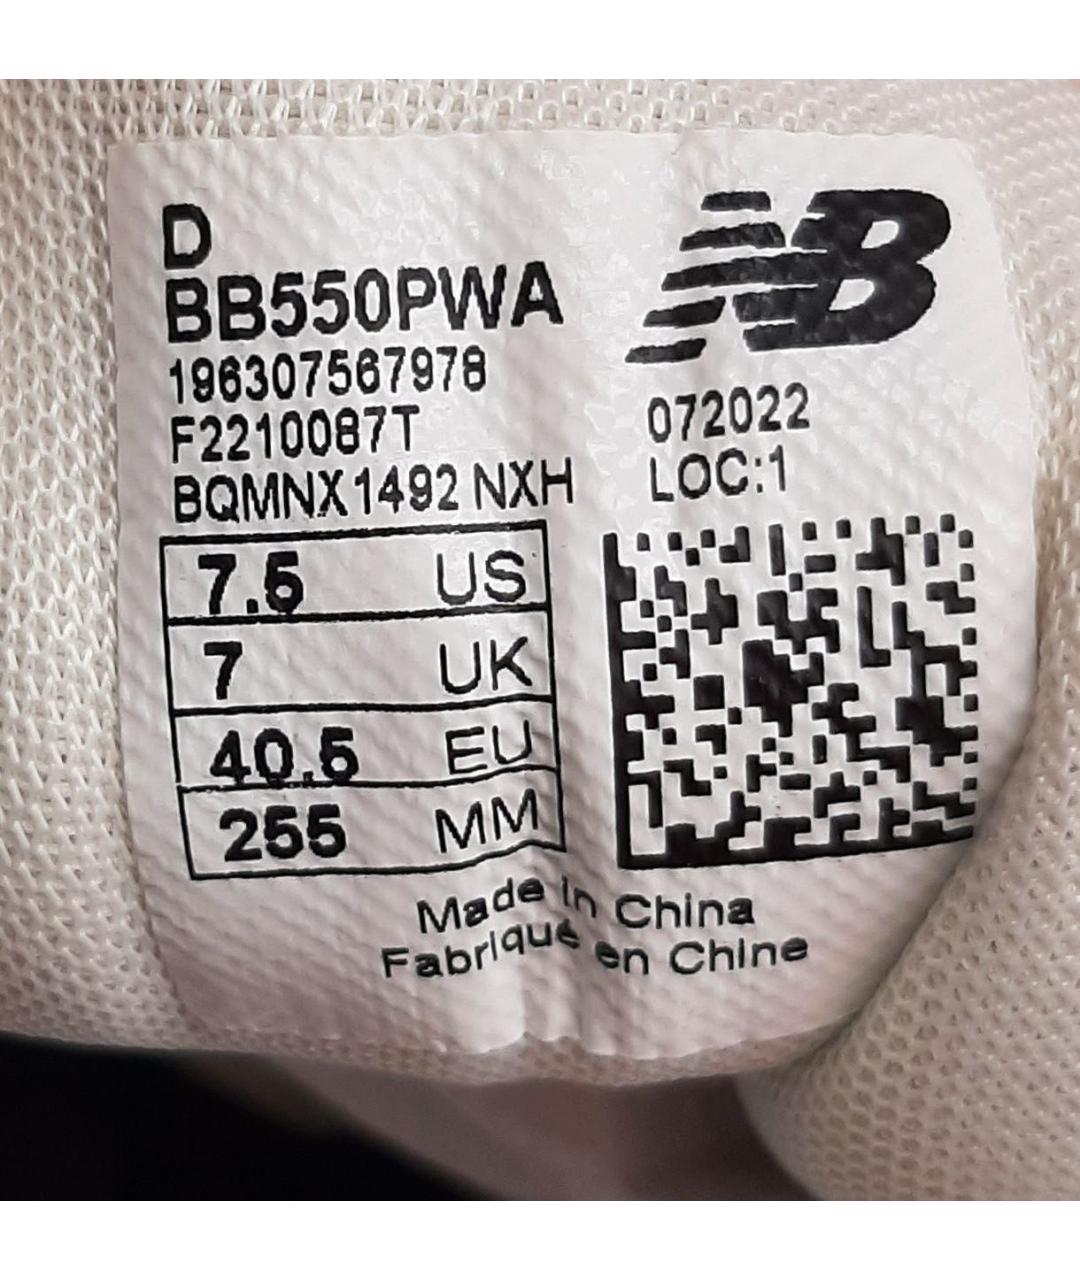 D
BB550PWA
196307567978
F2210087T
BQMNX1492 NXH
NB
072022
LOC:1
7.5 US
7 UK
40.5 EU
255 MM
Made in China
Fabriqué en Chine